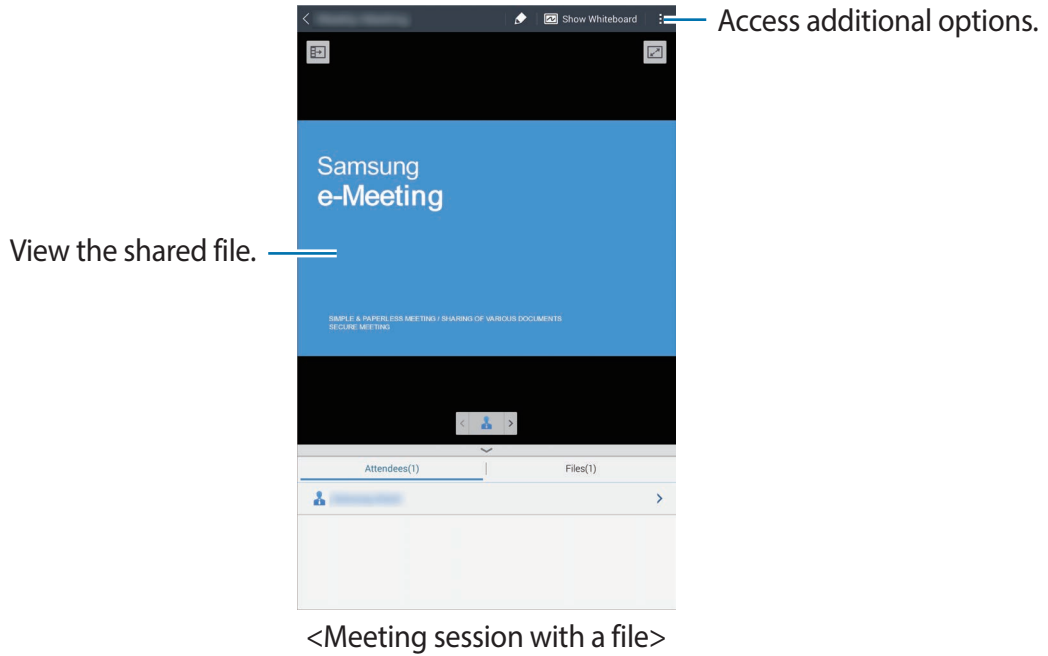 Show Whiteboard
Access additional options.
Samsung
e-Meeting
View the shared file.
SIMPLE & PAPERLESS MEETING / SHARING OF VARIOUS DOCUMENTS
SECURE MEETING
Attendees(1)
Files(1)
<Meeting session with a file>